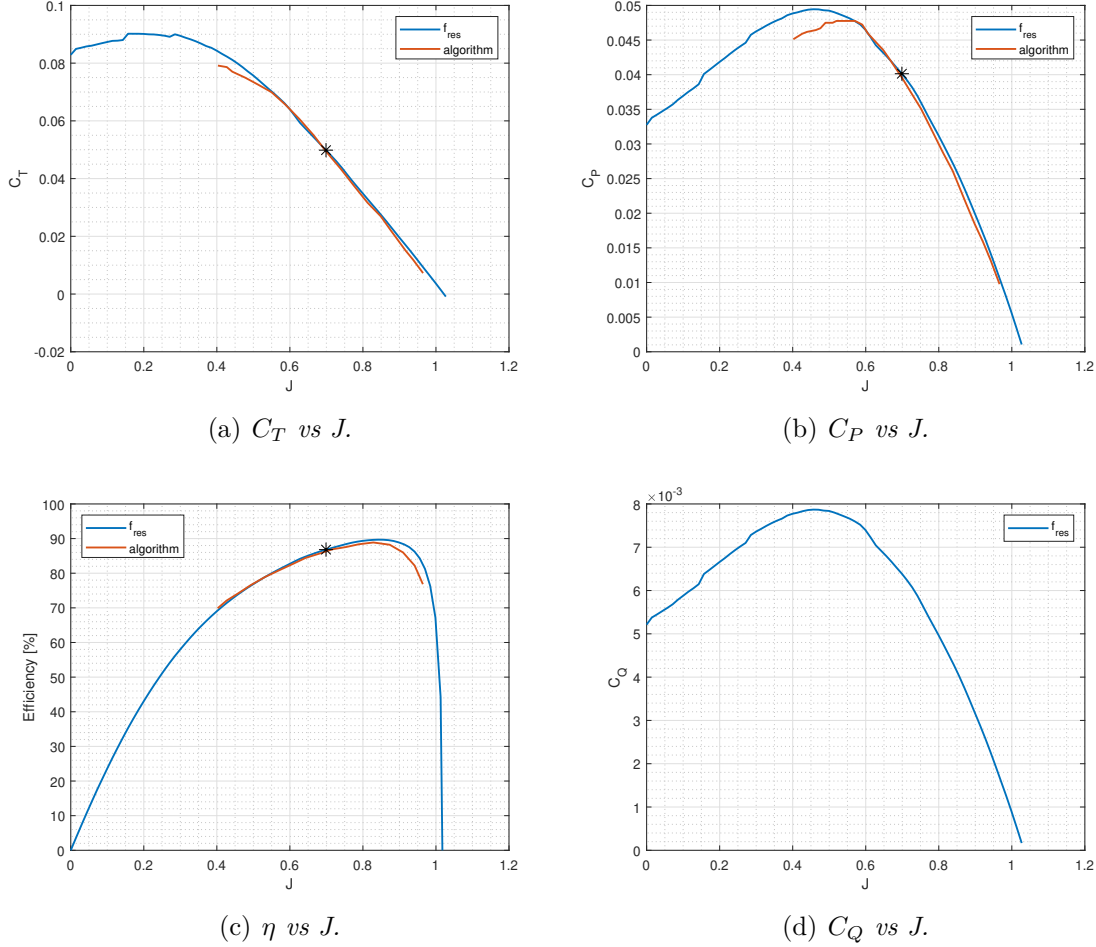 0.1
0.08
0.06
0.04
0.02
0
-0.02
C_T
0 0.2 0.4 0.6 0.8 1 1.2
J
f_res
algorithm
(a) C_T vs J.
0.05
0.045
0.04
0.035
0.03
0.025
0.02
0.015
0.01
0.005
0
C_P
0 0.2 0.4 0.6 0.8 1 1.2
J
f_res
algorithm
(b) C_P vs J.
100
90
80
70
60
50
40
30
20
10
0
Efficiency [%]
0 0.2 0.4 0.6 0.8 1 1.2
J
f_res
algorithm
(c) η vs J.
×10^-3
8
7
6
5
4
3
2
1
0
C_Q
0 0.2 0.4 0.6 0.8 1 1.2
J
f_res
(d) C_Q vs J.